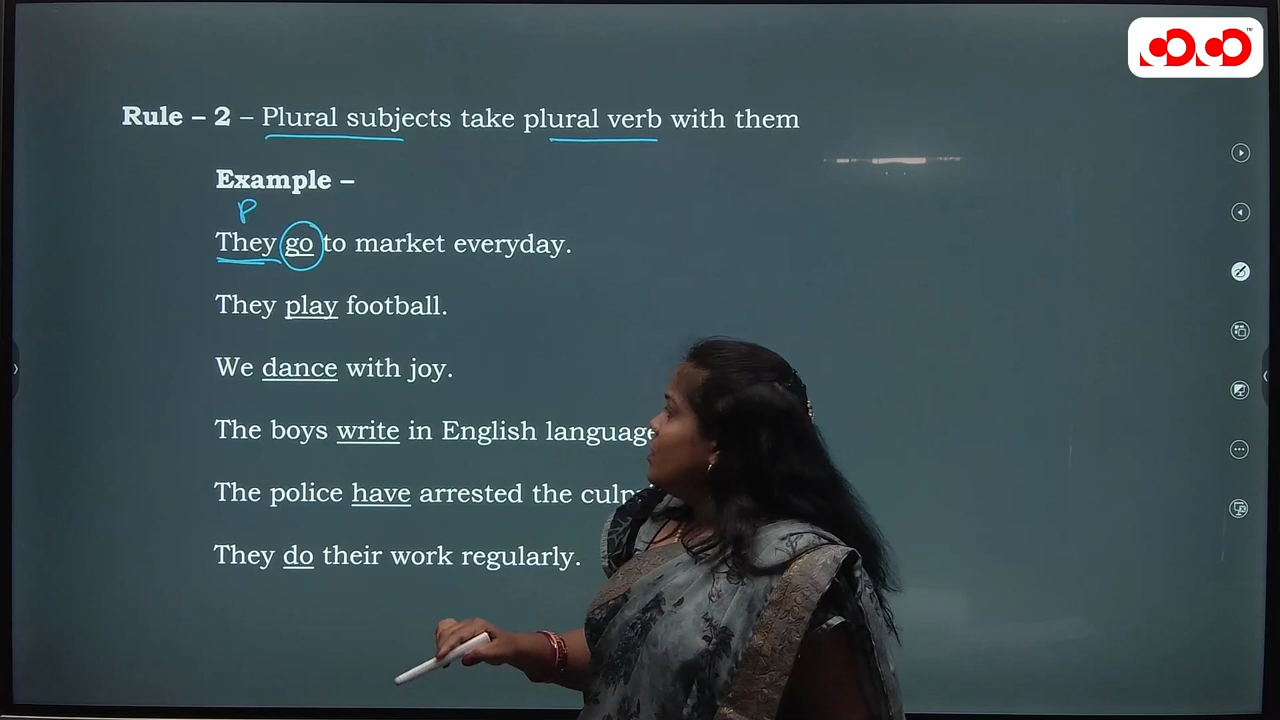 Rule – 2 – Plural subjects take plural verb with them
Example –
P
They go to market everyday.
They play football.
We dance with joy.
The boys write in English language
The police have arrested the
They do their work regularly.